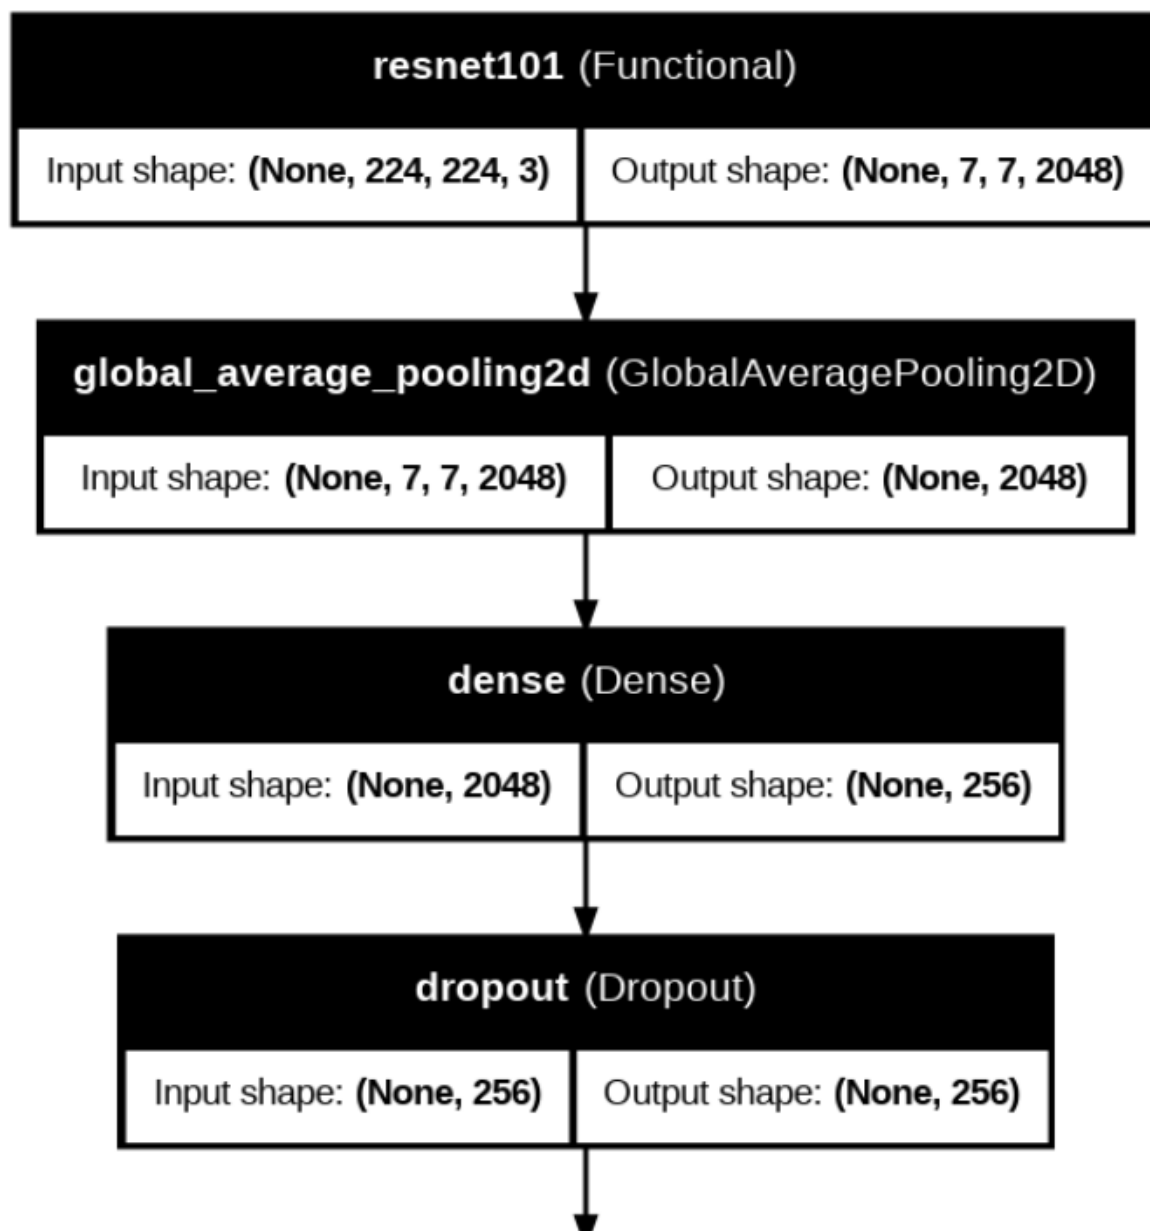 resnet101 (Functional)
Input shape: (None, 224, 224, 3) Output shape: (None, 7, 7, 2048)
global_average_pooling2d (GlobalAveragePooling2D)
Input shape: (None, 7, 7, 2048) Output shape: (None, 2048)
dense (Dense)
Input shape: (None, 2048) Output shape: (None, 256)
dropout (Dropout)
Input shape: (None, 256) Output shape: (None, 256)